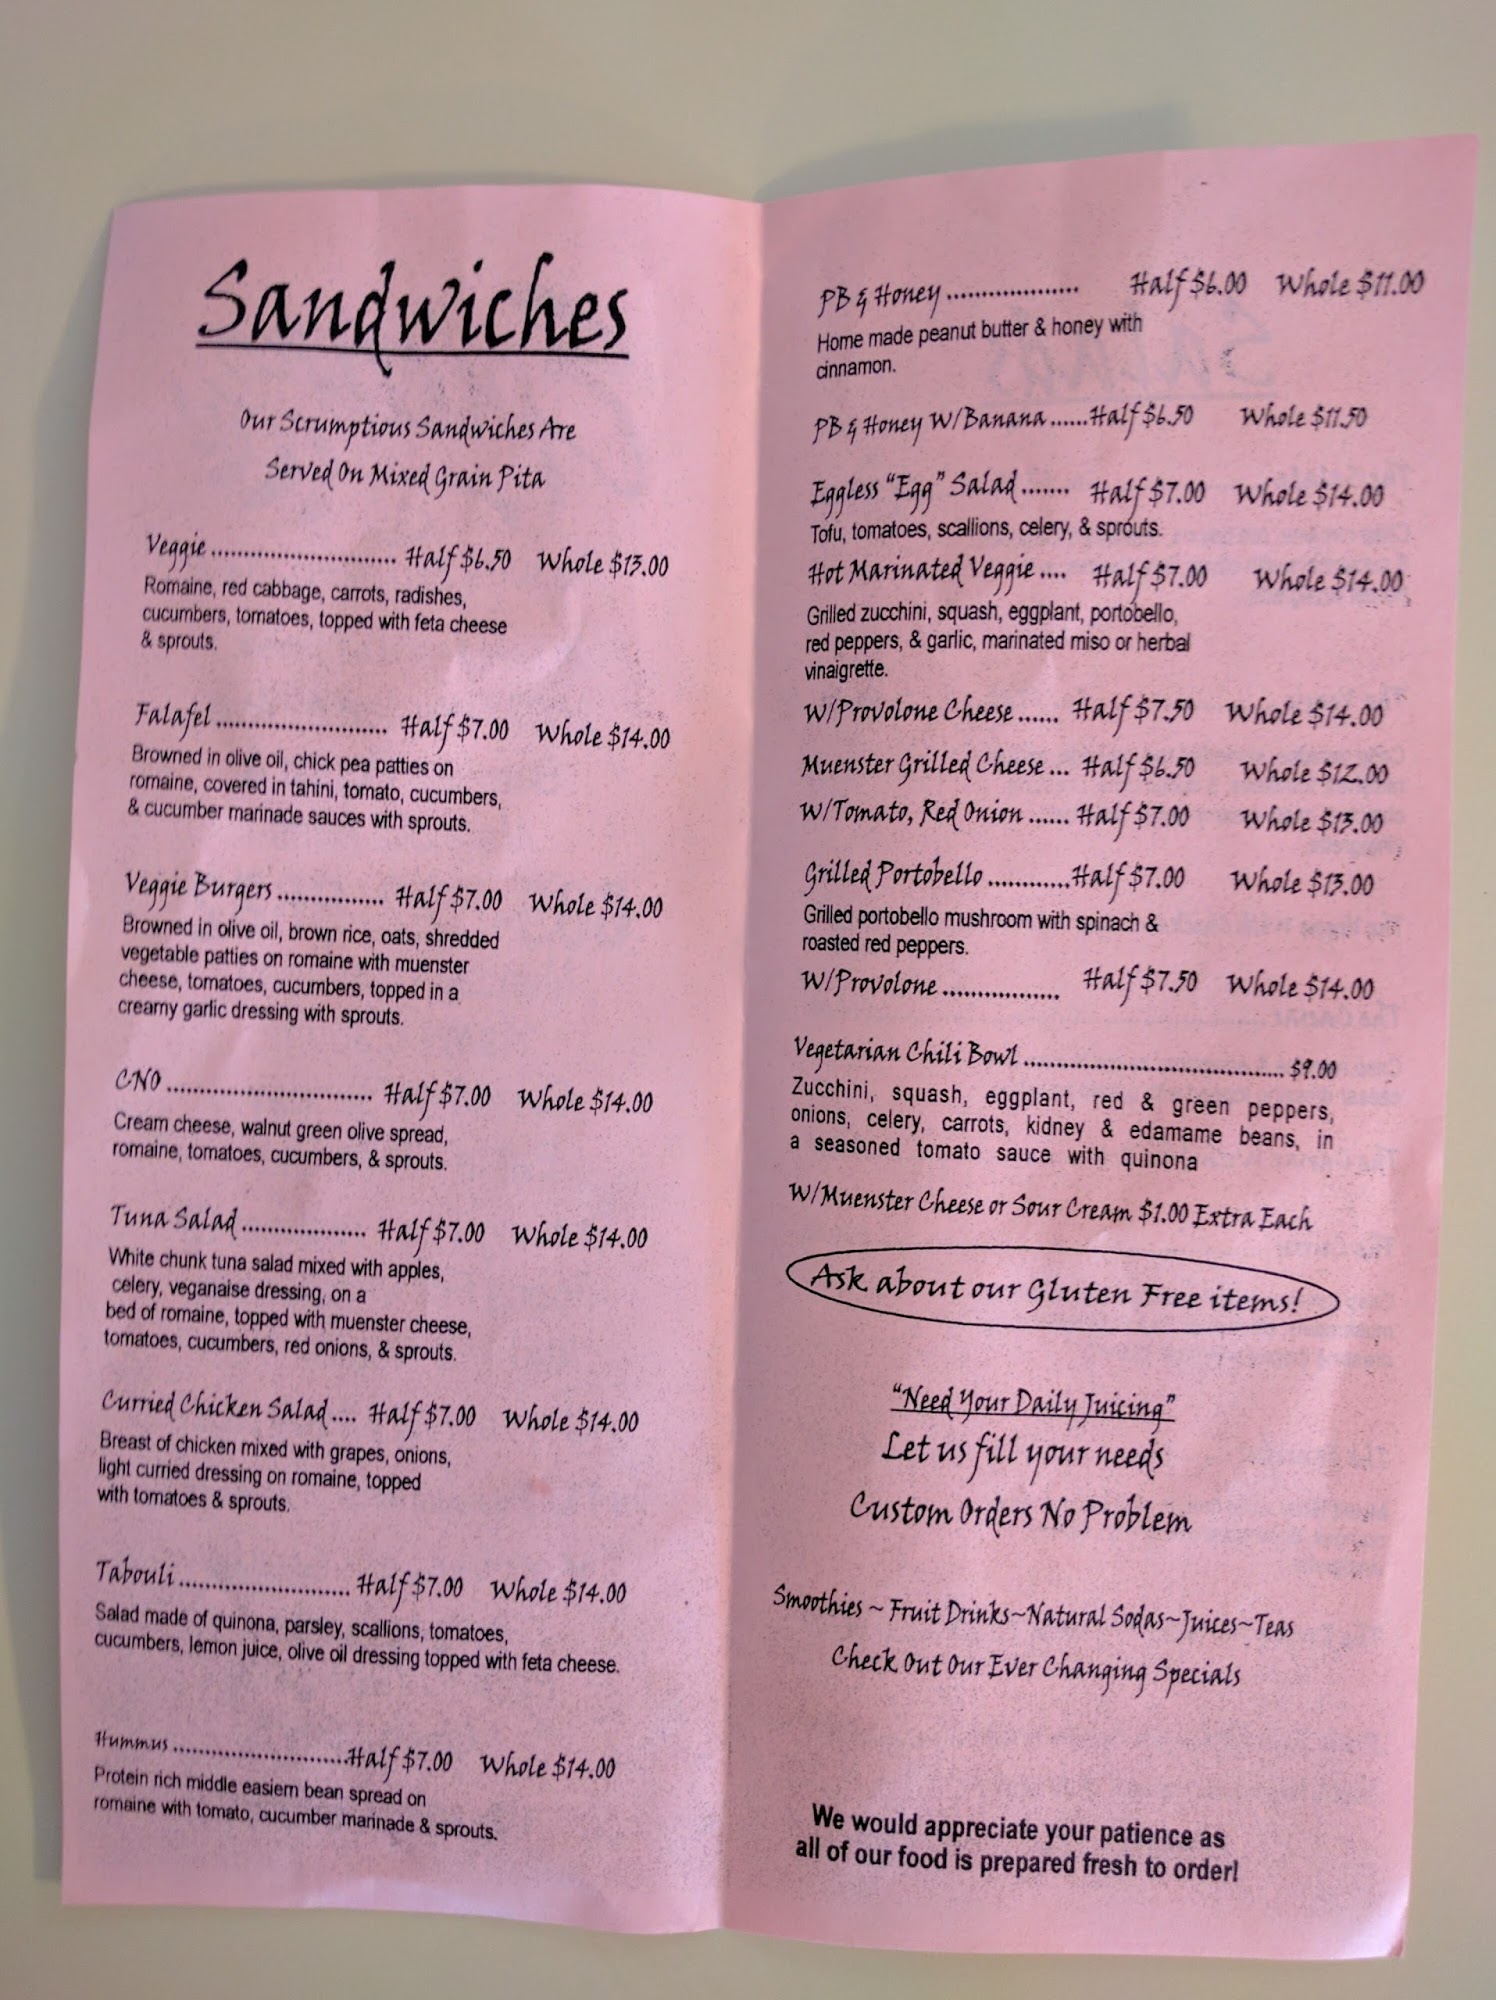 Sandwiches
Our Scrumptious Sandwiches Are
Served On Mixed Grain Pita
Veggie ............................ Half $6.50 Whole $13.00
Romaine, red cabbage, carrots, radishes,
cucumbers, tomatoes, topped with feta cheese
& sprouts.
Falafel .......................... Half $7.00 Whole $14.00
Browned in olive oil, chick pea patties on
romaine, covered in tahini, tomato, cucumbers,
& cucumber marinade sauces with sprouts.
Veggie Burgers ................ Half $7.00 Whole $14.00
Browned in olive oil, brown rice, oats, shredded
vegetable patties on romaine with muenster
cheese, tomatoes, cucumbers, topped in a
creamy garlic dressing with sprouts.
CNO ............................... Half $7.00 Whole $14.00
Cream cheese, walnut green olive spread,
romaine, tomatoes, cucumbers, & sprouts.
Tuna Salad ................... Half $7.00 Whole $14.00
White chunk tuna salad mixed with apples,
celery, veganaise dressing, on a
bed of romaine, topped with muenster cheese,
tomatoes, cucumbers, red onions, & sprouts.
Curried Chicken Salad .... Half $7.00 Whole $14.00
Breast of chicken mixed with grapes, onions,
light curried dressing on romaine, topped
with tomatoes & sprouts.
Tabouli .......................... Half $7.00 Whole $14.00
Salad made of quinona, parsley, scallions, tomatoes,
cucumbers, lemon juice, olive oil dressing topped with feta cheese.
Hummus ...........................Half $7.00 Whole $14.00
Protein rich middle easiern bean spread on
romaine with tomato, cucumber marinade & sprouts.
PB & Honey .................... Half $6.00 Whole $11.00
Home made peanut butter & honey with
cinnamon.
PB & Honey W/Banana ......Half $6.50 Whole $11.50
Eggless "Egg" Salad ....... Half $7.00 Whole $14.00
Tofu, tomatoes, scallions, celery, & sprouts.
Hot Marinated Veggie .... Half $7.00 Whole $14.00
Grilled zucchini, squash, eggplant, portobello,
red peppers, & garlic, marinated miso or herbal
vinaigrette.
W/Provolone Cheese ...... Half $7.50 Whole $14.00
Muenster Grilled Cheese ... Half $6.50 Whole $12.00
W/Tomato, Red Onion ...... Half $7.00 Whole $13.00
Grilled Portobello ............Half $7.00 Whole $13.00
Grilled portobello mushroom with spinach &
roasted red peppers.
W/Provolone .................. Half $7.50 Whole $14.00
Vegetarian Chili Bowl ........................................ $9.00
Zucchini, squash, eggplant, red & green peppers,
onions, celery, carrots, kidney & edamame beans, in
a seasoned tomato sauce with quinona
W/Muenster Cheese or Sour Cream $1.00 Extra Each
Ask about our Gluten Free items!
"Need Your Daily Juicing"
Let us fill your needs
Custom Orders No Problem
Smoothies ~ Fruit Drinks~Natural Sodas~Juices~Teas
Check Out Our Ever Changing Specials
We would appreciate your patience as
all of our food is prepared fresh to order!